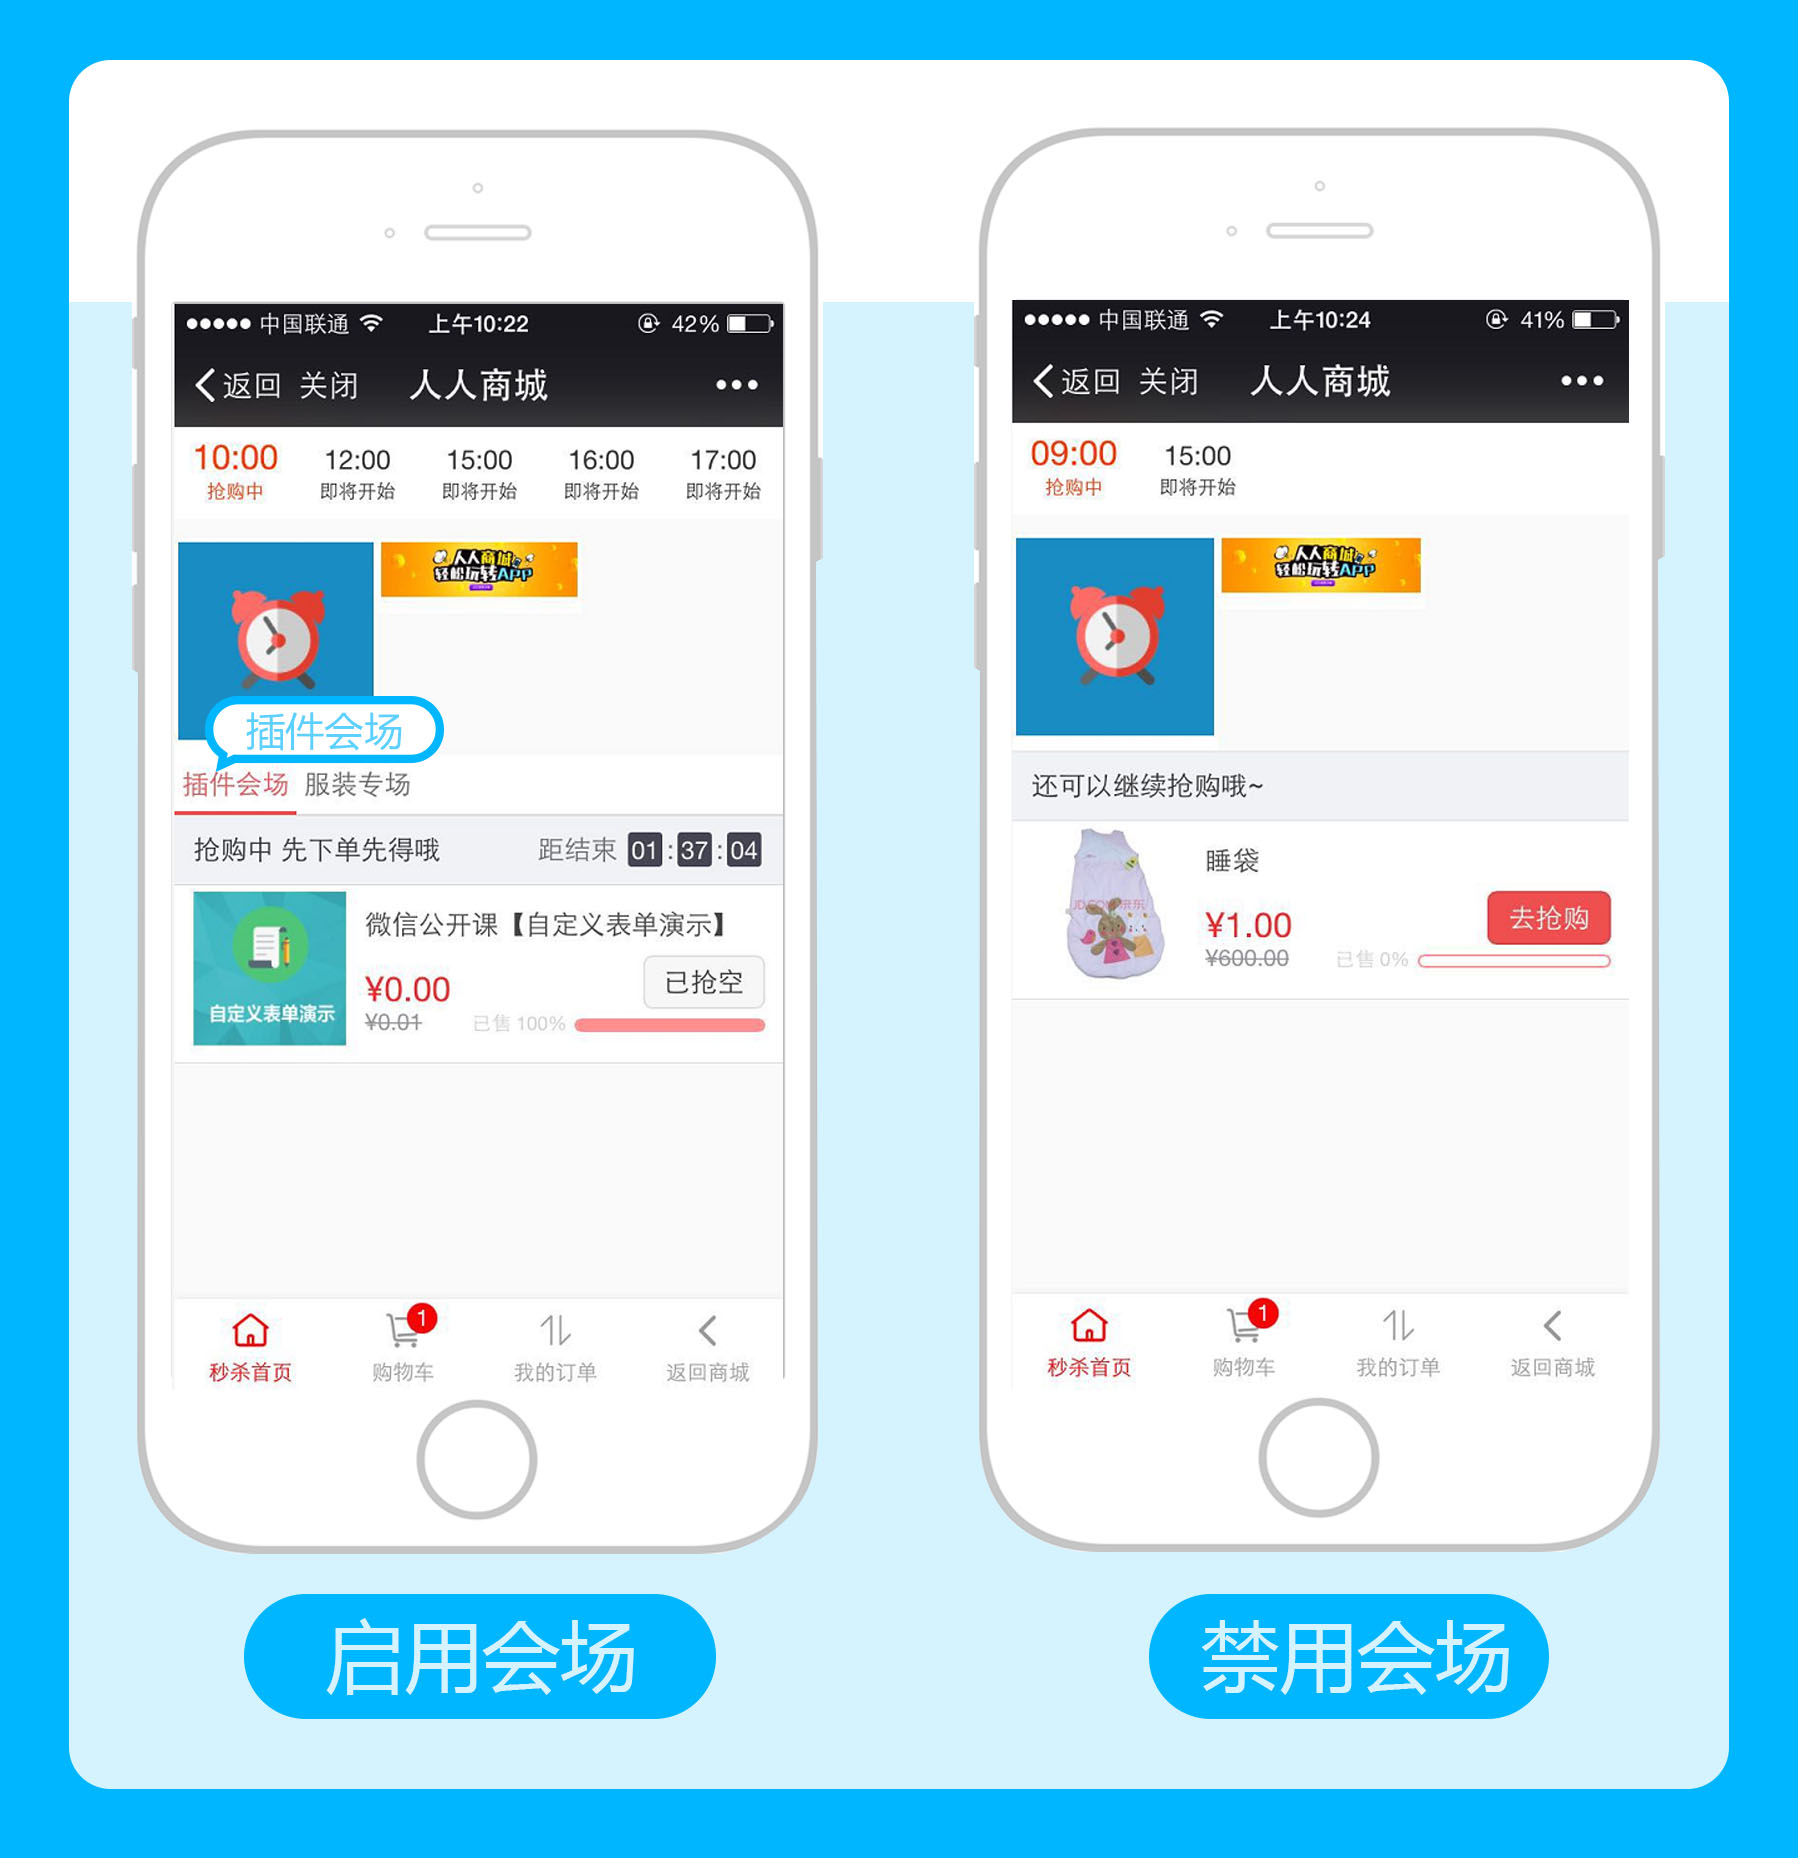 中国联通 上午10:22 42%
返回 关闭 人人商城
10:00 12:00 15:00 16:00 17:00
抢购中 即将开始 即将开始 即将开始 即将开始
人人商城
轻松玩转APP
插件会场
插件会场 服装专场
抢购中 先下单先得哦 距结束 01:37:04
微信公开课【自定义表单演示】
自定义表单演示
¥0.00 已抢空
¥0.01 已售 100%
1
秒杀首页 购物车 我的订单 返回商城
启用会场
中国联通 上午10:24 41%
返回 关闭 人人商城
09:00 15:00
抢购中 即将开始
人人商城
轻松玩转APP
还可以继续抢购哦~
睡袋
JD.COM 京东
¥1.00 去抢购
¥600.00 已售 0%
1
秒杀首页 购物车 我的订单 返回商城
禁用会场